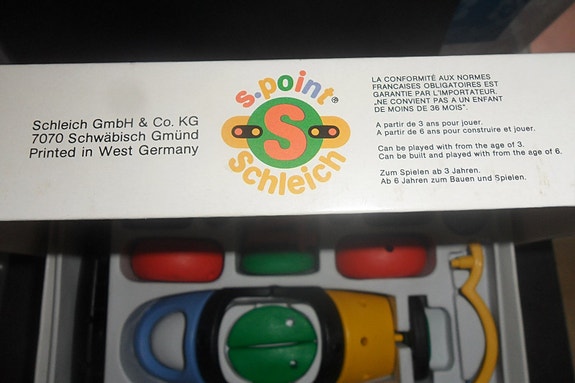 Schleich GmbH & Co. KG
7070 Schwäbisch Gmünd
Printed in West Germany
s.point®
S
Schleich
LA CONFORMITÉ AUX NORMES
FRANCAISES OBLIGATOIRES EST
GARANTIE PAR L'IMPORTATEUR.
„NE CONVIENT PAS A UN ENFANT
DE MOINS DE 36 MOIS".
A partir de 3 ans pour jouer.
A partir de 6 ans pour construire et jouer.
Can be played with from the age of 3.
Can be built and played with from the age of 6.
Zum Spielen ab 3 Jahren.
Ab 6 Jahren zum Bauen und Spielen.